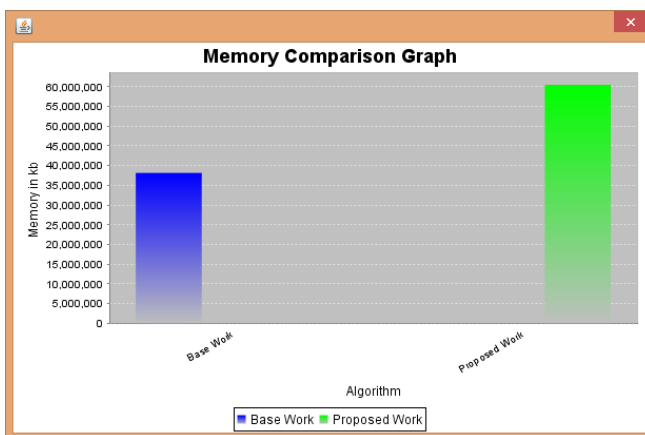 Memory Comparison Graph
Memory in kb
60,000,000
55,000,000
50,000,000
45,000,000
40,000,000
35,000,000
30,000,000
25,000,000
20,000,000
15,000,000
10,000,000
5,000,000
0
Base Work
Proposed Work
Algorithm
Base Work Proposed Work